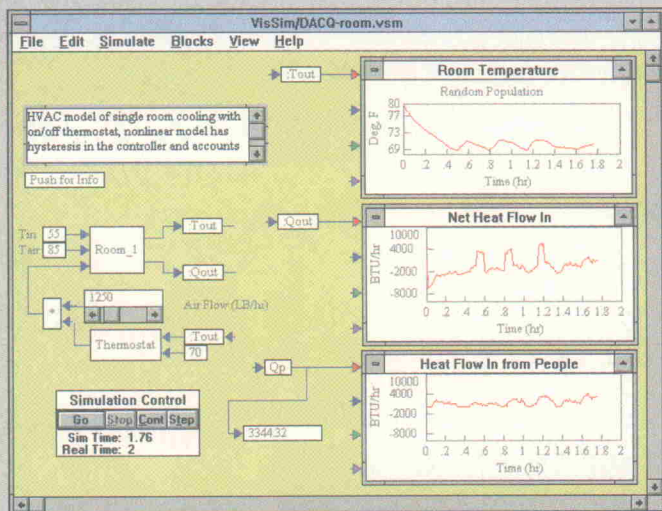 VisSim/DACQ-room.vsm
File Edit Simulate Blocks View Help
:Tout
Room Temperature
Random Population
Deg. F
80
77
73
69
0 .2 .4 .6 .8 1 1.2 1.4 1.6 1.8 2
Time (hr)
HVAC model of single room cooling with
on/off thermostat, nonlinear model has
hysteresis in the controller and accounts
Push for Info
Tin 55
Tair 85
Room_1
:Tout
:Qout
:Qout
Net Heat Flow In
BTU/hr
10000
4000
-2000
-8000
0 .2 .4 .6 .8 1 1.2 1.4 1.6 1.8 2
Time (hr)
*
1250
Air Flow (LB/hr)
Thermostat
:Tout
70
Qp
Heat Flow In from People
BTU/hr
10000
4000
-8000
0 .2 .4 .6 .8 1 1.2 1.4 1.6 1.8 2
Time (hr)
Simulation Control
Go Stop Cont Step
Sim Time: 1.76
Real Time: 2
3344.32